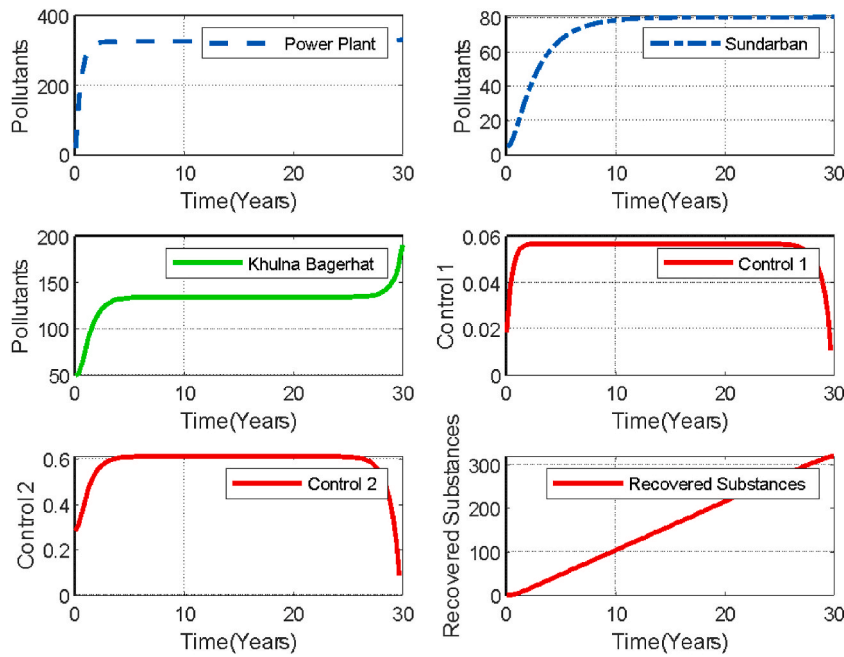 400
200
0
Pollutants
Power Plant
0
10
20
30
Time(Years)
80
60
40
20
0
Pollutants
Sundarban
0
10
20
30
Time(Years)
200
150
100
50
Pollutants
Khulna Bagerhat
0
10
20
30
Time(Years)
0.06
0.04
0.02
0
Control 1
Control 1
0
10
20
30
Time(Years)
0.6
0.4
0.2
0
Control 2
Control 2
0
10
20
30
Time(Years)
300
200
100
0
Recovered Substances
Recovered Substances
0
10
20
30
Time(Years)